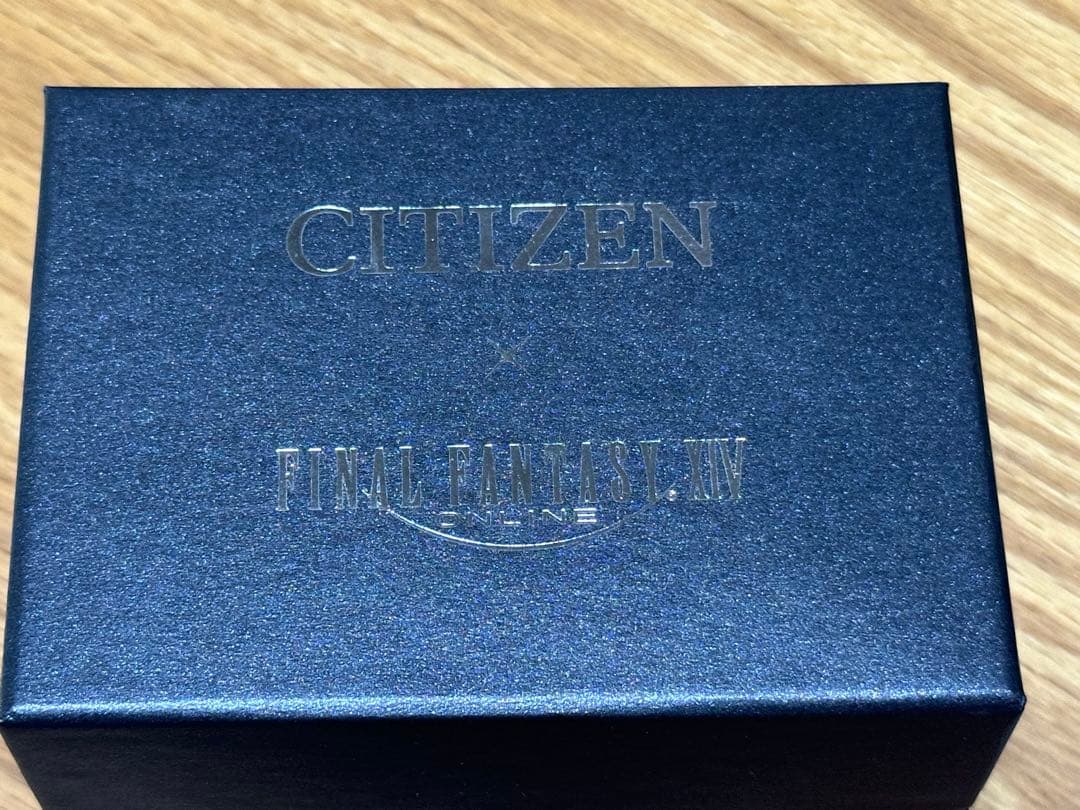 CITIZEN
×
FINAL FANTASY. XIV
ONLINE